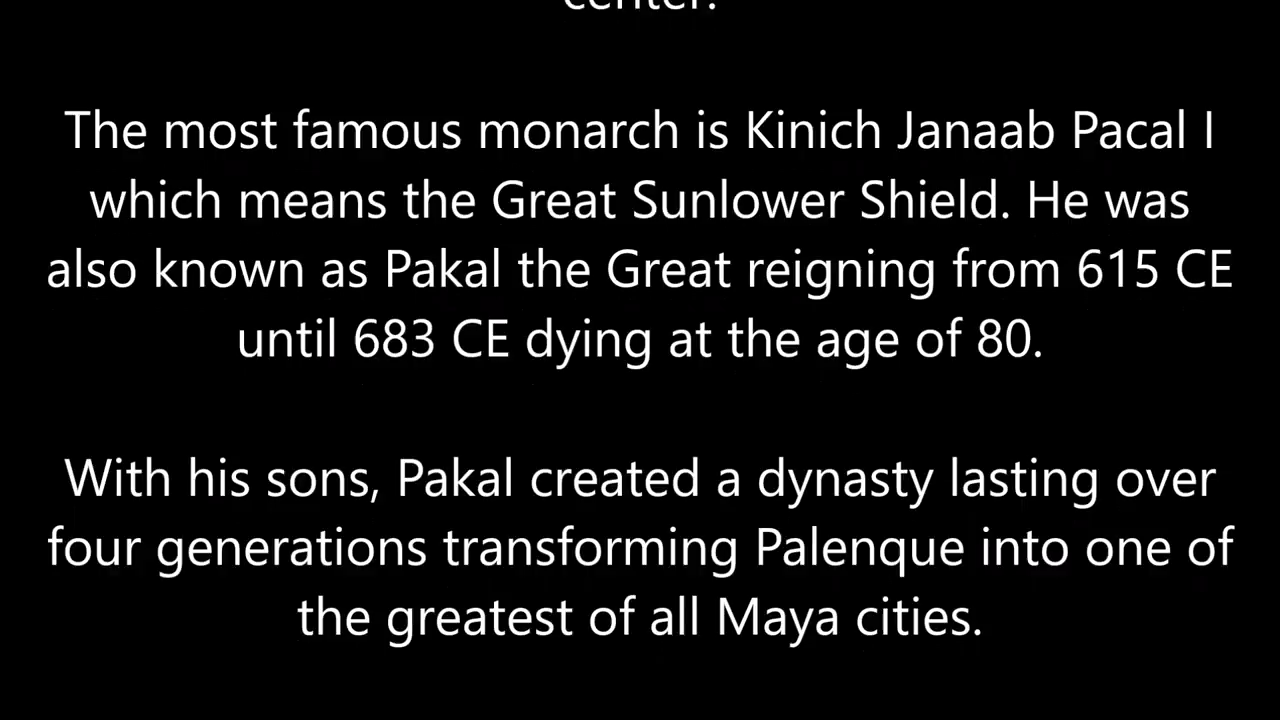 center.
The most famous monarch is Kinich Janaab Pacal I
which means the Great Sunlower Shield. He was
also known as Pakal the Great reigning from 615 CE
until 683 CE dying at the age of 80.
With his sons, Pakal created a dynasty lasting over
four generations transforming Palenque into one of
the greatest of all Maya cities.